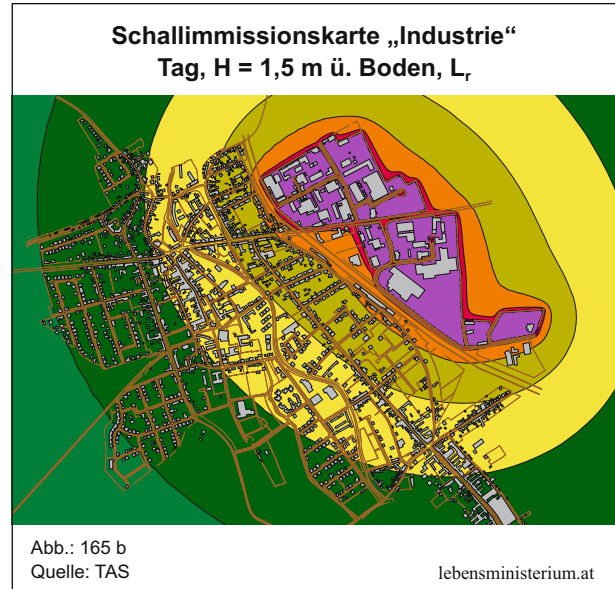 Schallimmissionskarte „Industrie“
Tag, H = 1,5 m ü. Boden, Lr
Abb.: 165 b
Quelle: TAS
lebensministerium.at